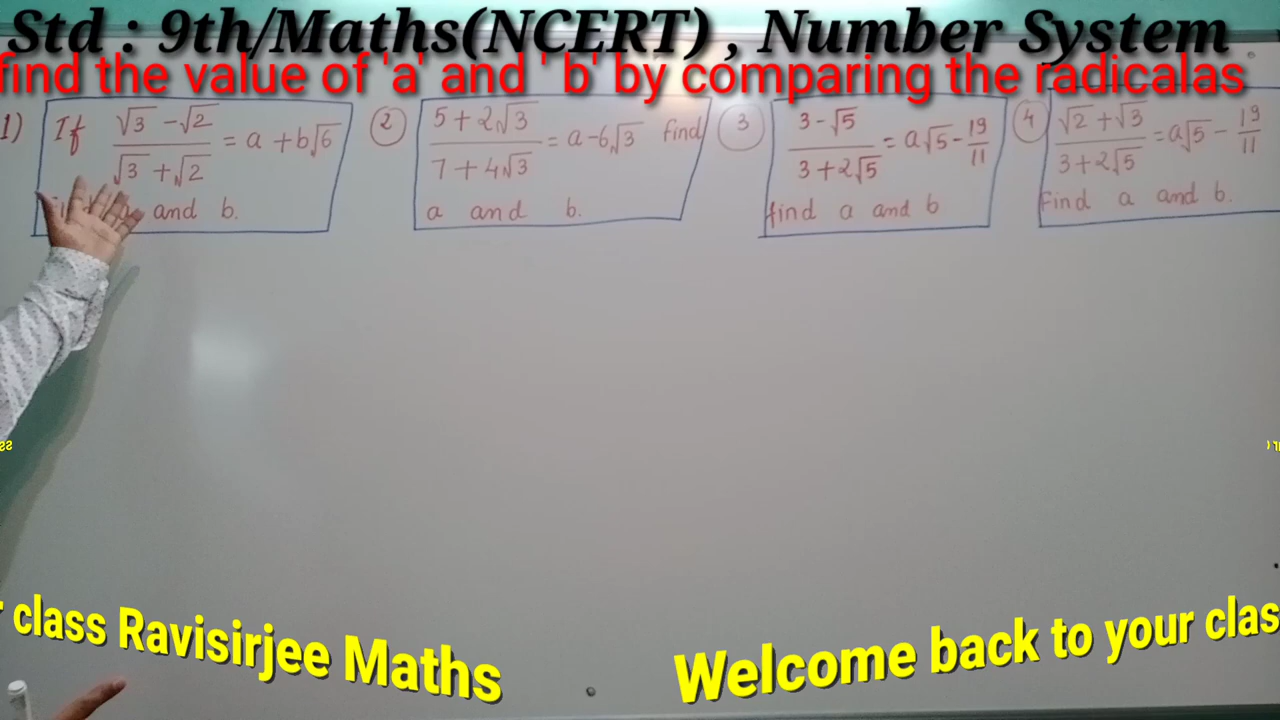 Std : 9th/Maths(NCERT) , Number System
find the value of 'a' and ' b' by comparing the radicalas
1) If (√3 - √2)/(√3 + √2) = a + b√6
and b.
2 (5 + 2√3)/(7 + 4√3) = a - 6√3 find
a and b.
3 (3 - √5)/(3 + 2√5) = a√5 - 19/11
find a and b
4 (√2 + √3)/(3 + 2√5) = a√5 - 19/11
Find a and b.
ss
class Ravisirjee Maths
Welcome back to your clas